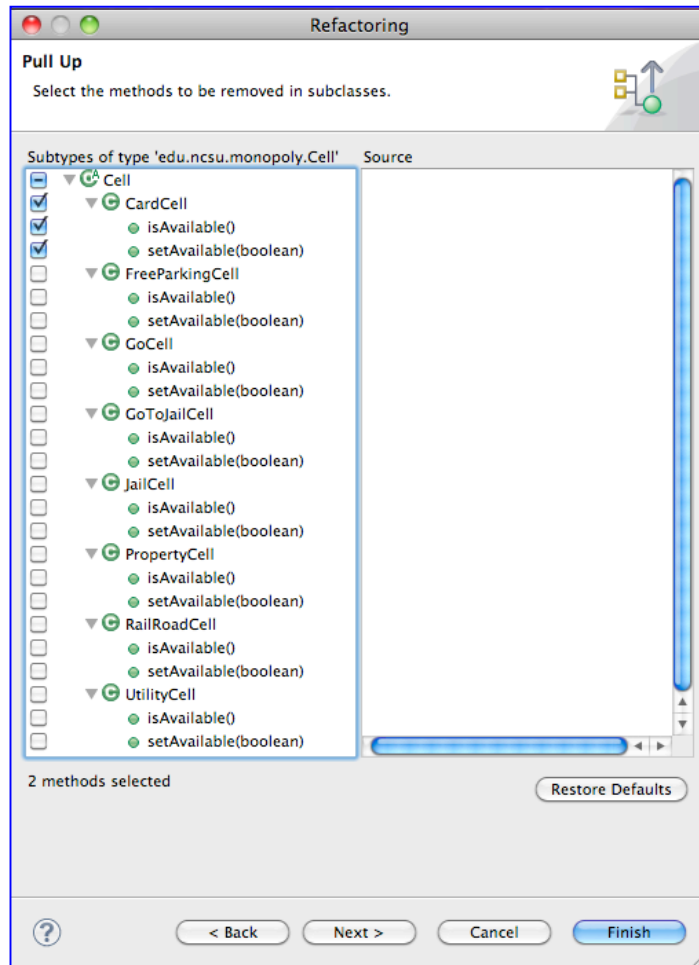 Refactoring
Pull Up
Select the methods to be removed in subclasses.
Subtypes of type 'edu.ncsu.monopoly.Cell' Source
Cell
CardCell
isAvailable()
setAvailable(boolean)
FreeParkingCell
isAvailable()
setAvailable(boolean)
GoCell
isAvailable()
setAvailable(boolean)
GoToJailCell
isAvailable()
setAvailable(boolean)
JailCell
isAvailable()
setAvailable(boolean)
PropertyCell
isAvailable()
setAvailable(boolean)
RailRoadCell
isAvailable()
setAvailable(boolean)
UtilityCell
isAvailable()
setAvailable(boolean)
2 methods selected
Restore Defaults
? < Back Next > Cancel Finish